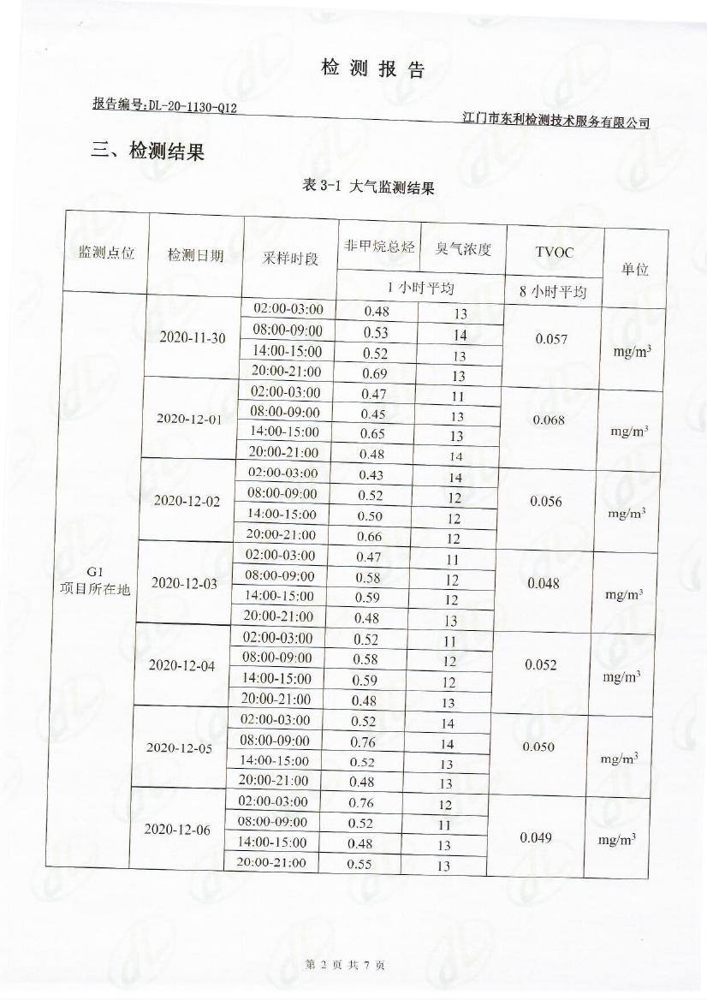 检测报告
报告编号:DL-20-1130-Q12 江门市东利检测技术服务有限公司
三、检测结果
表 3-1 大气监测结果
监测点位 检测日期 采样时段 非甲烷总烃 臭气浓度 TVOC 单位
1 小时平均 8 小时平均
G1
项目所在地
2020-11-30 02:00-03:00 0.48 13 0.057 mg/m³
08:00-09:00 0.53 14
14:00-15:00 0.52 13
20:00-21:00 0.69 13
2020-12-01 02:00-03:00 0.47 11 0.068 mg/m³
08:00-09:00 0.45 13
14:00-15:00 0.65 13
20:00-21:00 0.48 14
2020-12-02 02:00-03:00 0.43 14 0.056 mg/m³
08:00-09:00 0.52 12
14:00-15:00 0.50 12
20:00-21:00 0.66 12
2020-12-03 02:00-03:00 0.47 11 0.048 mg/m³
08:00-09:00 0.58 12
14:00-15:00 0.59 12
20:00-21:00 0.48 13
2020-12-04 02:00-03:00 0.52 11 0.052 mg/m³
08:00-09:00 0.58 12
14:00-15:00 0.59 12
20:00-21:00 0.48 13
2020-12-05 02:00-03:00 0.52 14 0.050 mg/m³
08:00-09:00 0.76 14
14:00-15:00 0.52 13
20:00-21:00 0.48 13
2020-12-06 02:00-03:00 0.76 12 0.049 mg/m³
08:00-09:00 0.52 11
14:00-15:00 0.48 13
20:00-21:00 0.55 13
第 2 页 共 7 页